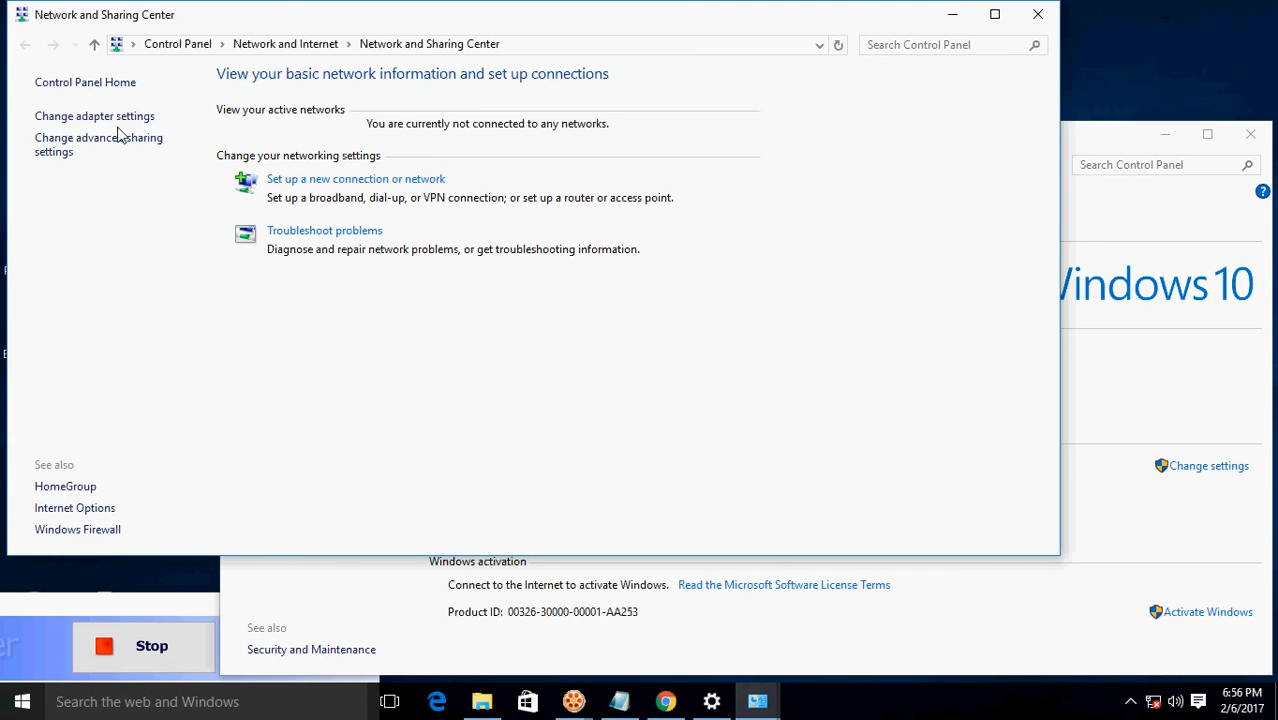 Network and Sharing Center
Control Panel > Network and Internet > Network and Sharing Center
Search Control Panel
Control Panel Home
Change adapter settings
Change advanced sharing
settings
View your basic network information and set up connections
View your active networks
You are currently not connected to any networks.
Change your networking settings
Set up a new connection or network
Set up a broadband, dial-up, or VPN connection; or set up a router or access point.
Troubleshoot problems
Diagnose and repair network problems, or get troubleshooting information.
See also
HomeGroup
Internet Options
Windows Firewall
Search Control Panel
?
Windows 10
Change settings
Windows activation
Connect to the Internet to activate Windows. Read the Microsoft Software License Terms
Product ID: 00326-30000-00001-AA253
Activate Windows
See also
Security and Maintenance
Stop
Search the web and Windows
6:56 PM
2/6/2017